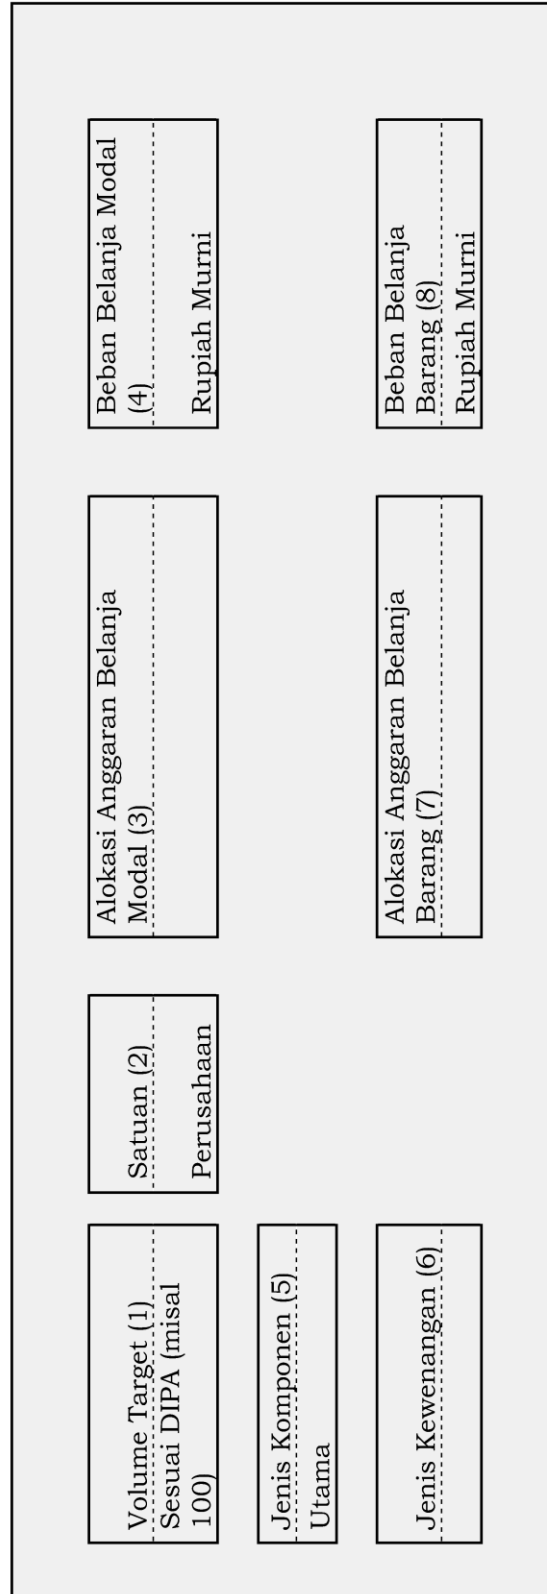 Volume Target (1)
Sesuai DIPA (misal
100)
Satuan (2)
Perusahaan
Alokasi Anggaran Belanja
Modal (3)
Beban Belanja Modal
(4)
Rupiah Murni
Jenis Komponen (5)
Utama
Jenis Kewenangan (6)
Alokasi Anggaran Belanja
Barang (7)
Beban Belanja
Barang (8)
Rupiah Murni